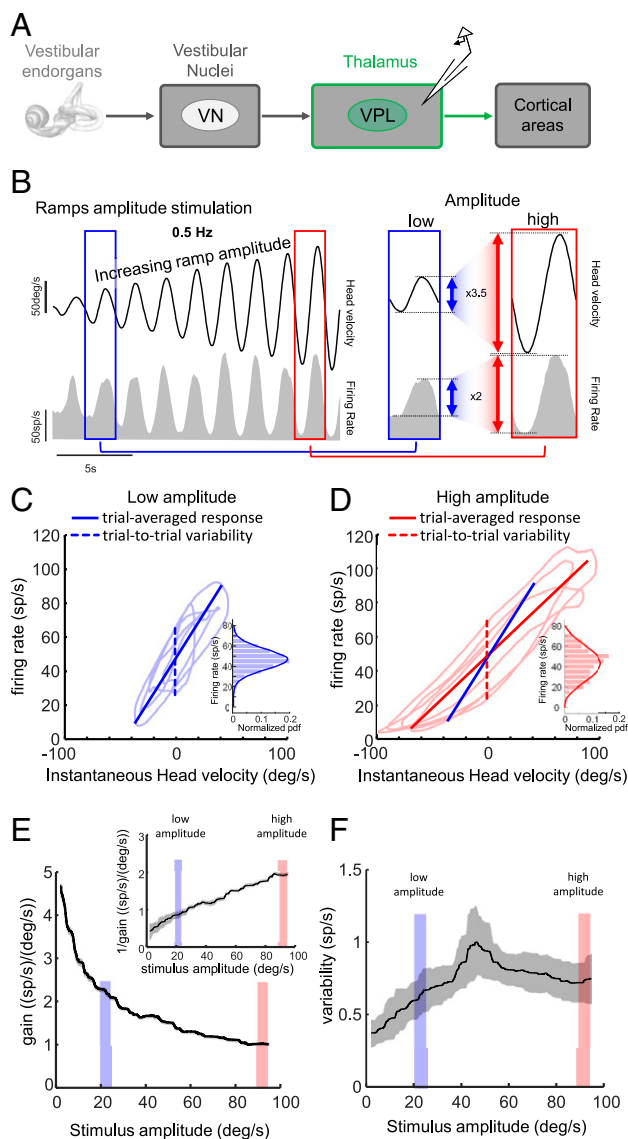 A
Vestibular
endorgans
Vestibular
Nuclei
Thalamus
VN
VPL
Cortical
areas
B
Ramps amplitude stimulation
0.5 Hz
Increasing ramp amplitude
50deg/s
50sp/s
5s
Amplitude
low
high
x3.5
Head velocity
x2
Firing Rate
Head velocity
Firing Rate
C
Low amplitude
trial-averaged response
trial-to-trial variability
firing rate (sp/s)
120
100
80
60
40
20
0
-100
0
100
Instantaneous Head velocity (deg/s)
Firing rate (sp/s)
80
60
40
20
0
0
0.1
0.2
Normalized pdf
D
High amplitude
trial-averaged response
trial-to-trial variability
firing rate (sp/s)
120
100
80
60
40
20
0
-100
0
100
Instantaneous Head velocity (deg/s)
Firing rate (sp/s)
80
60
40
20
0
0
0.1
0.2
Normalized pdf
E
gain ((sp/s)/(deg/s))
5
4
3
2
1
0
0
20
40
60
80
100
Stimulus amplitude (deg/s)
low
amplitude
high
amplitude
1/gain ((sp/s)/(deg/s))
3
2
1
0
0
20
40
60
80
100
stimulus amplitude (deg/s)
F
variability (sp/s)
1.5
1
0.5
0
0
20
40
60
80
100
Stimulus amplitude (deg/s)
low
amplitude
high
amplitude